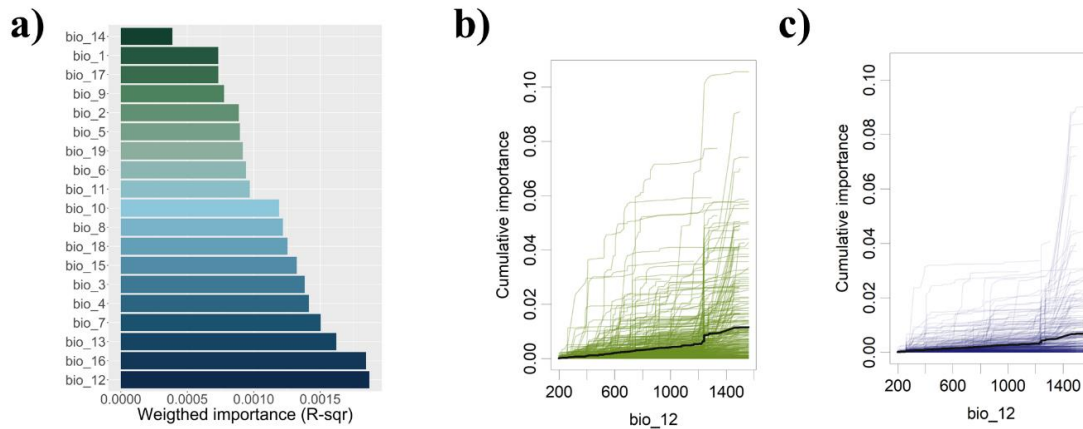 a)
bio_14
bio_1
bio_17
bio_9
bio_2
bio_5
bio_19
bio_6
bio_11
bio_10
bio_8
bio_18
bio_15
bio_3
bio_4
bio_7
bio_13
bio_16
bio_12
0.0000 0.0005 0.0010 0.0015
Weigthed importance (R-sqr)
b)
Cumulative importance
0.00 0.02 0.04 0.06 0.08 0.10
200 600 1000 1400
bio_12
c)
Cumulative importance
0.00 0.02 0.04 0.06 0.08 0.10
200 600 1000 1400
bio_12